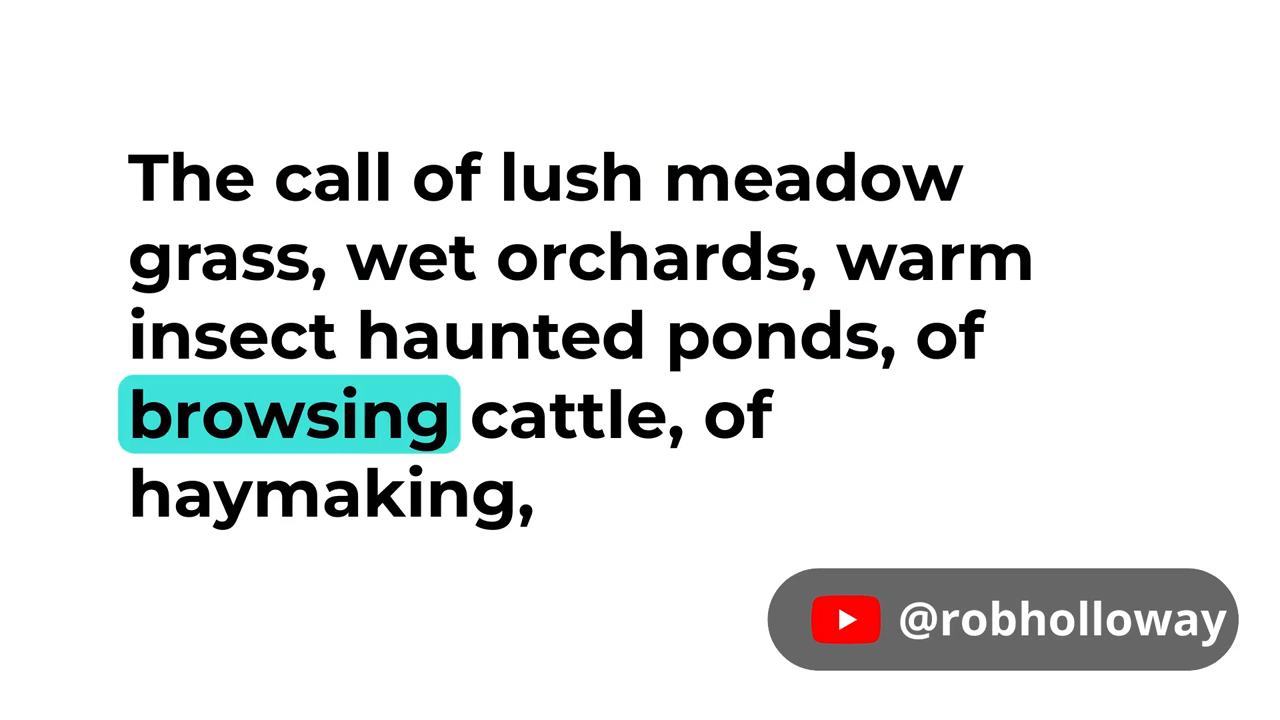 The call of lush meadow
grass, wet orchards, warm
insect haunted ponds, of
browsing cattle, of
haymaking,
@robholloway